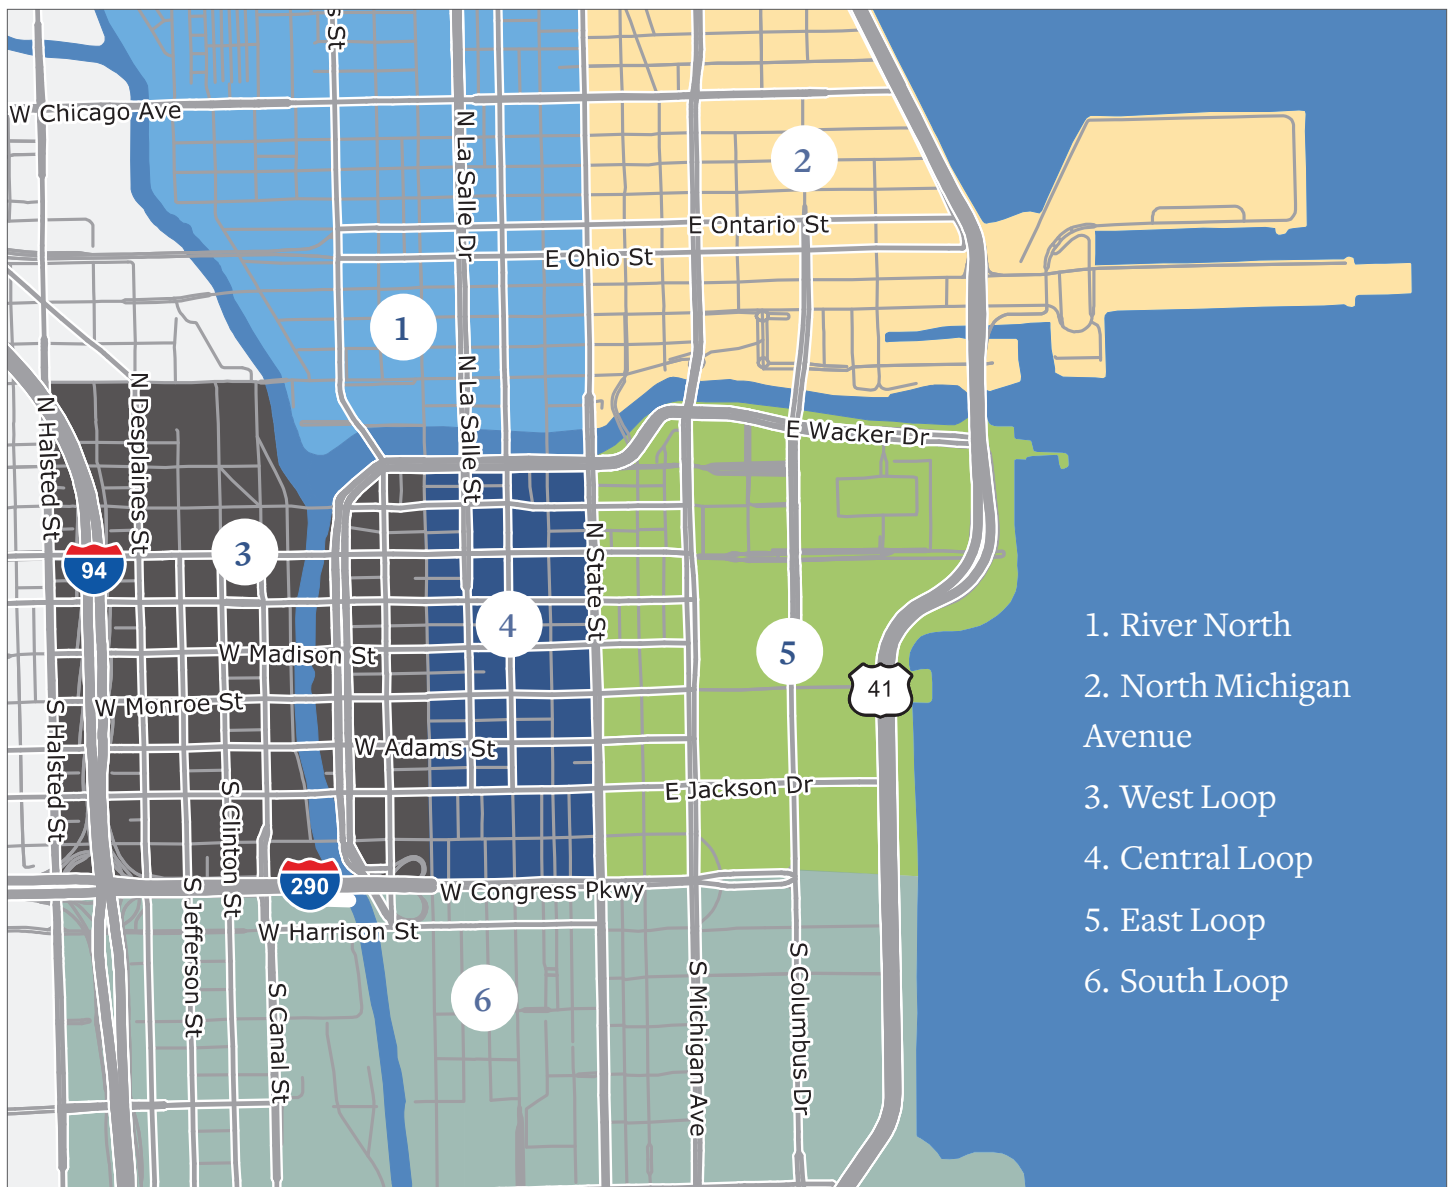 s St
W Chicago Ave
N La Salle Dr
2
E Ontario St
E Ohio St
1
N La Salle St
N Desplaines St
N Halsted St
E Wacker Dr
3
94
N State St
4
5
W Madison St
41
W Monroe St
S Halsted St
W Adams St
S Clinton St
E Jackson Dr
290
W Congress Pkwy
S Jefferson St
W Harrison St
6
S Canal St
S Michigan Ave
S Columbus Dr
1. River North
2. North Michigan
Avenue
3. West Loop
4. Central Loop
5. East Loop
6. South Loop